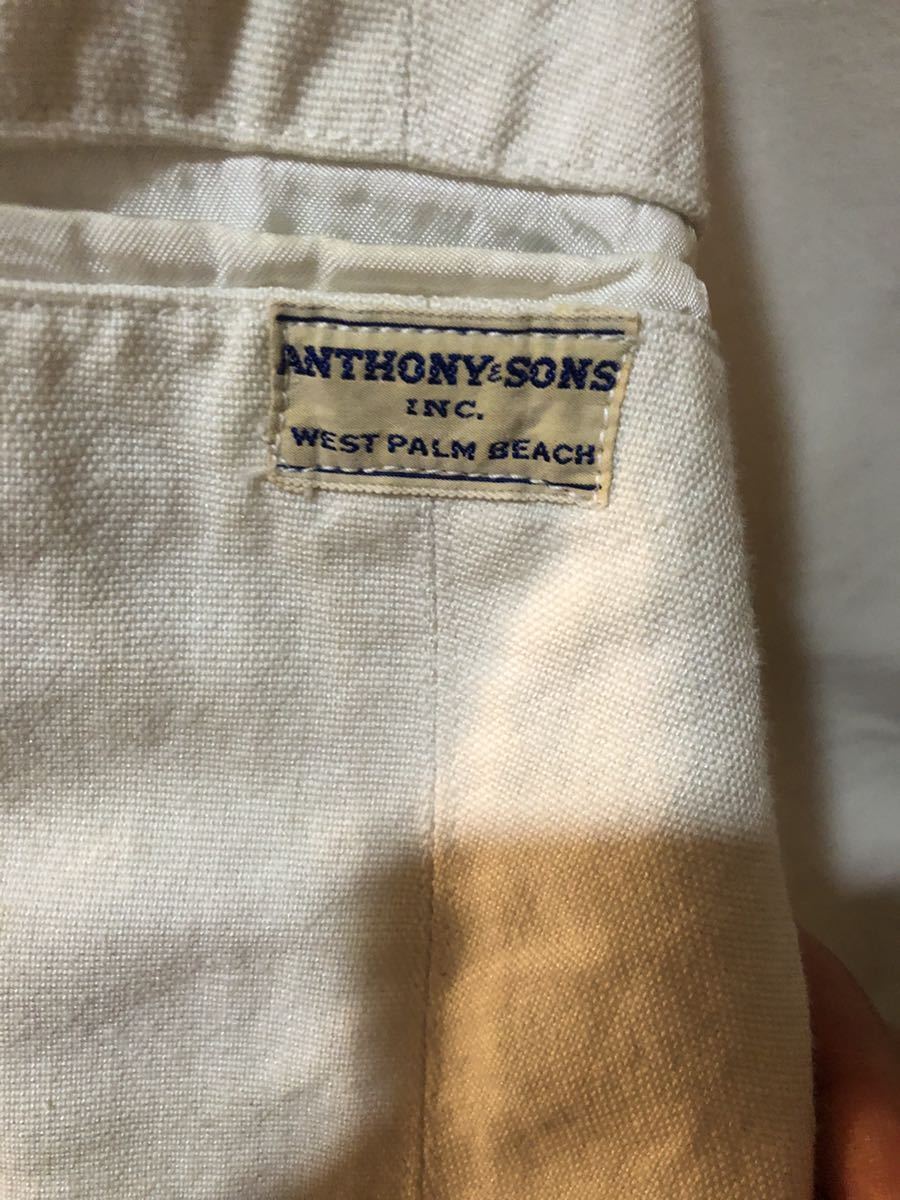 ANTHONY & SONS
INC.
WEST PALM BEACH